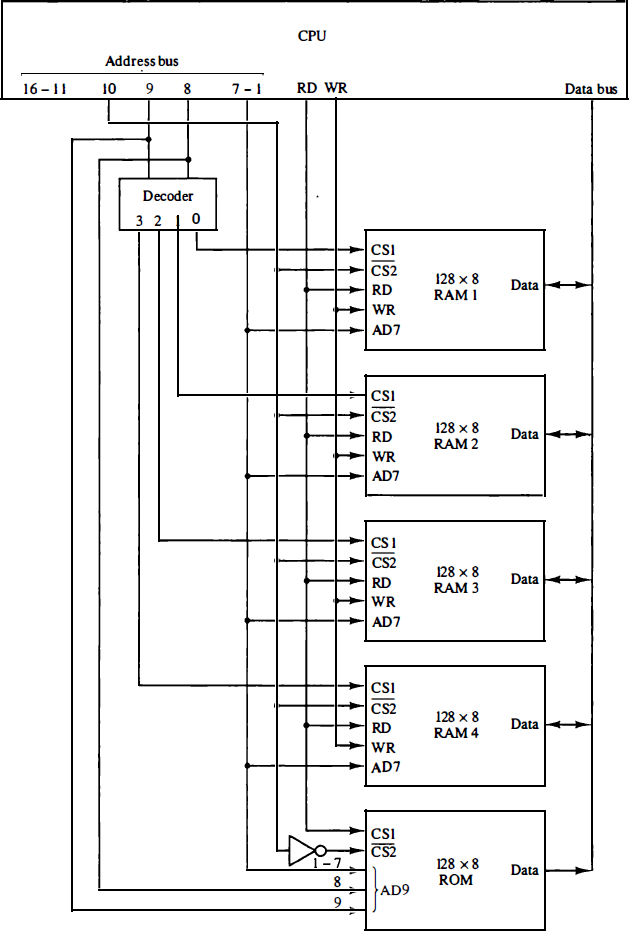 CPU
Address bus
16 – 11 10 9 8 7 – 1 RD WR Data bus
Decoder
3 2 1 0
CS1
CS2
RD
WR
AD7
128 × 8
RAM 1
Data
CS1
CS2
RD
WR
AD7
128 × 8
RAM 2
Data
CS1
CS2
RD
WR
AD7
128 × 8
RAM 3
Data
CS1
CS2
RD
WR
AD7
128 × 8
RAM 4
Data
CS1
CS2
1 – 7
8
9
AD9
128 × 8
ROM
Data